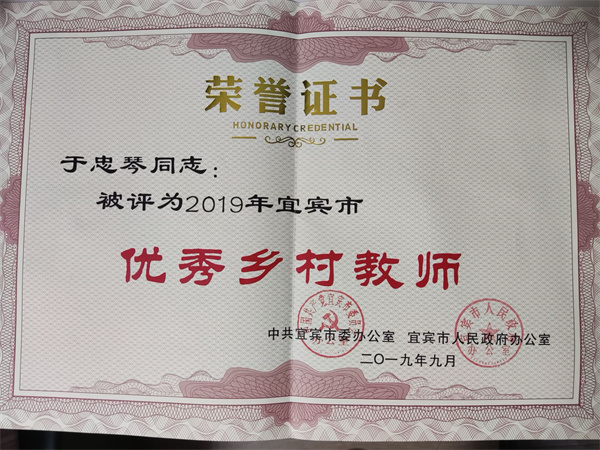 荣誉证书
HONORARY CREDENTIAL
于忠琴同志：
被评为2019年宜宾市
优秀乡村教师
中共宜宾市委办公室 宜宾市人民政府办公室
二〇一九年九月